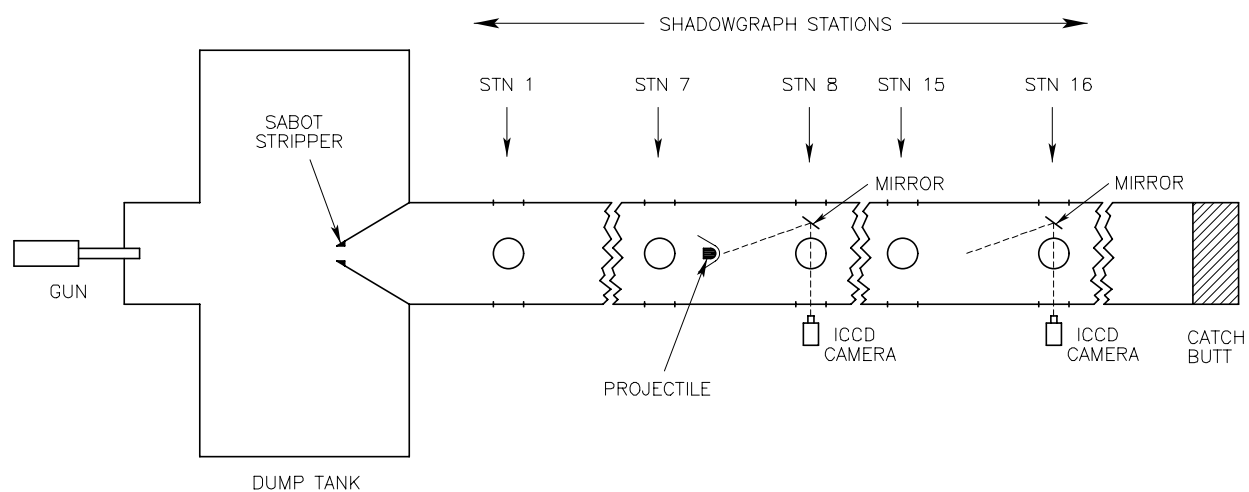 SHADOWGRAPH STATIONS
STN 1
STN 7
STN 8
STN 15
STN 16
SABOT
STRIPPER
MIRROR
MIRROR
GUN
ICCD
CAMERA
ICCD
CAMERA
CATCH
BUTT
PROJECTILE
DUMP TANK